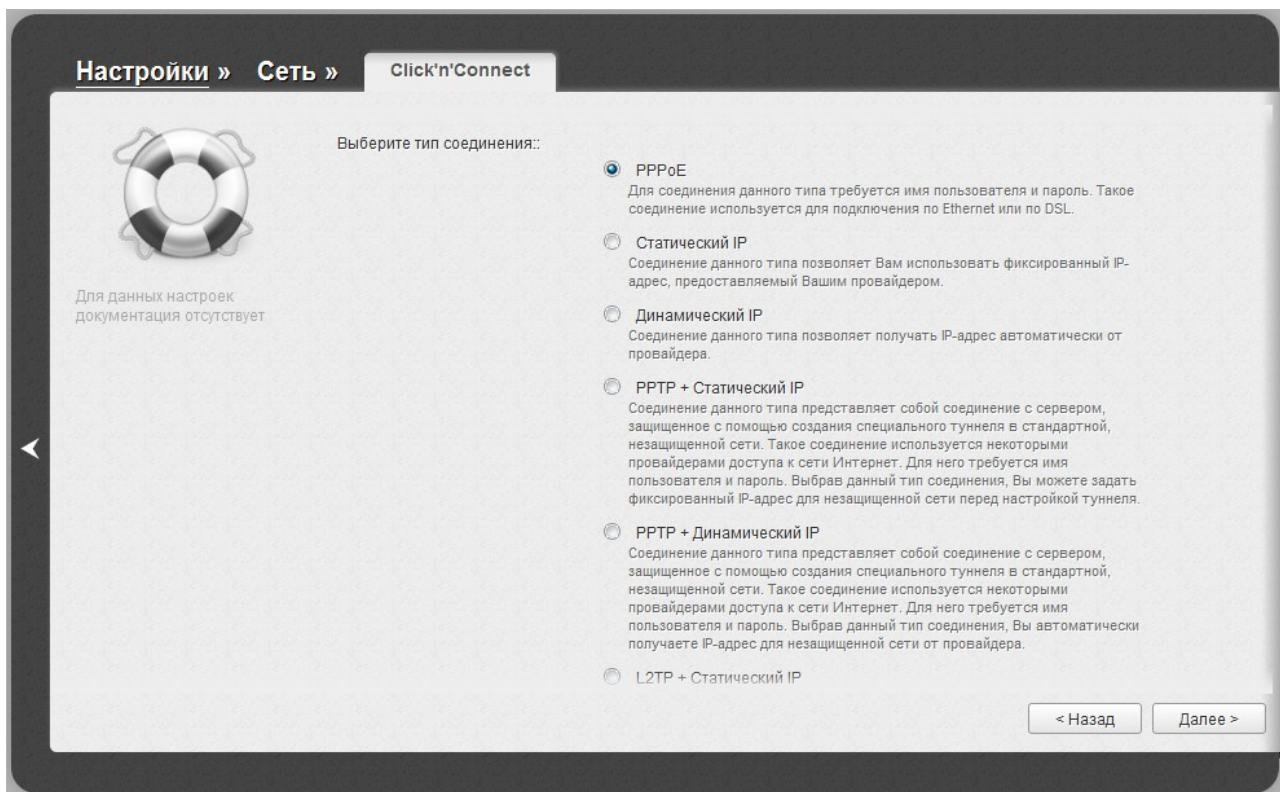 Настройки » Сеть » Click'n'Connect
Выберите тип соединения::
Для данных настроек
документация отсутствует
PPPoE
Для соединения данного типа требуется имя пользователя и пароль. Такое
соединение используется для подключения по Ethernet или по DSL.
Статический IP
Соединение данного типа позволяет Вам использовать фиксированный IP-
адрес, предоставляемый Вашим провайдером.
Динамический IP
Соединение данного типа позволяет получать IP-адрес автоматически от
провайдера.
PPTP + Статический IP
Соединение данного типа представляет собой соединение с сервером,
защищенное с помощью создания специального туннеля в стандартной,
незащищенной сети. Такое соединение используется некоторыми
провайдерами доступа к сети Интернет. Для него требуется имя
пользователя и пароль. Выбрав данный тип соединения, Вы можете задать
фиксированный IP-адрес для незащищенной сети перед настройкой туннеля.
PPTP + Динамический IP
Соединение данного типа представляет собой соединение с сервером,
защищенное с помощью создания специального туннеля в стандартной,
незащищенной сети. Такое соединение используется некоторыми
провайдерами доступа к сети Интернет. Для него требуется имя
пользователя и пароль. Выбрав данный тип соединения, Вы автоматически
получаете IP-адрес для незащищенной сети от провайдера.
L2TP + Статический IP
< Назад Далее >